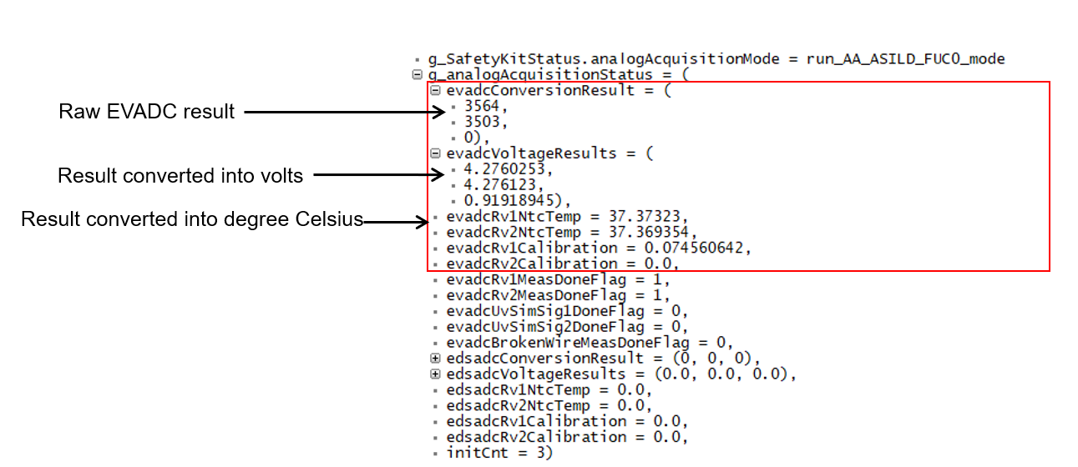 g_SafetyKitStatus.analogAcquisitionMode = run_AA_ASILD_FUC0_mode
g_analogAcquisitionStatus = (
evadcConversionResult = (
Raw EVADC result
3564,
3503,
0),
evadcVoltageResults = (
Result converted into volts
4.2760253,
4.276123,
0.91918945),
Result converted into degree Celsius
evadcRv1NtcTemp = 37.37323,
evadcRv2NtcTemp = 37.369354,
evadcRv1Calibration = 0.074560642,
evadcRv2Calibration = 0.0,
evadcRv1MeasDoneFlag = 1,
evadcRv2MeasDoneFlag = 1,
evadcUvSimSig1DoneFlag = 0,
evadcUvSimSig2DoneFlag = 0,
evadcBrokenWireMeasDoneFlag = 0,
edsadcConversionResult = (0, 0, 0),
edsadcVoltageResults = (0.0, 0.0, 0.0),
edsadcRv1NtcTemp = 0.0,
edsadcRv2NtcTemp = 0.0,
edsadcRv1Calibration = 0.0,
edsadcRv2Calibration = 0.0,
initCnt = 3)